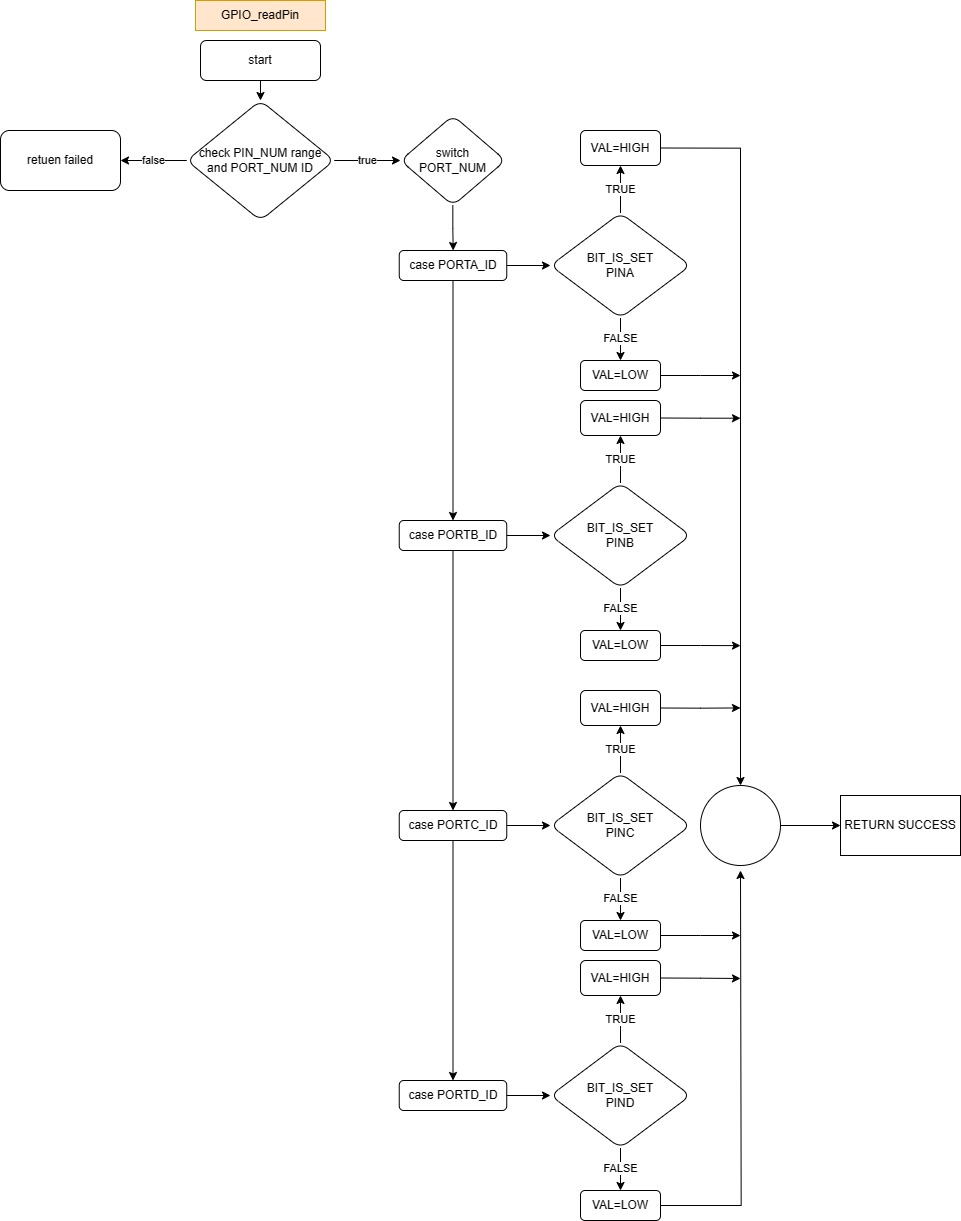 GPIO_readPin
start
check PIN_NUM range
and PORT_NUM ID
false
retuen failed
true
switch
PORT_NUM
case PORTA_ID
VAL=HIGH
TRUE
BIT_IS_SET
PINA
FALSE
VAL=LOW
case PORTB_ID
VAL=HIGH
TRUE
BIT_IS_SET
PINB
FALSE
VAL=LOW
case PORTC_ID
VAL=HIGH
TRUE
BIT_IS_SET
PINC
FALSE
VAL=LOW
case PORTD_ID
VAL=HIGH
TRUE
BIT_IS_SET
PIND
FALSE
VAL=LOW
RETURN SUCCESS